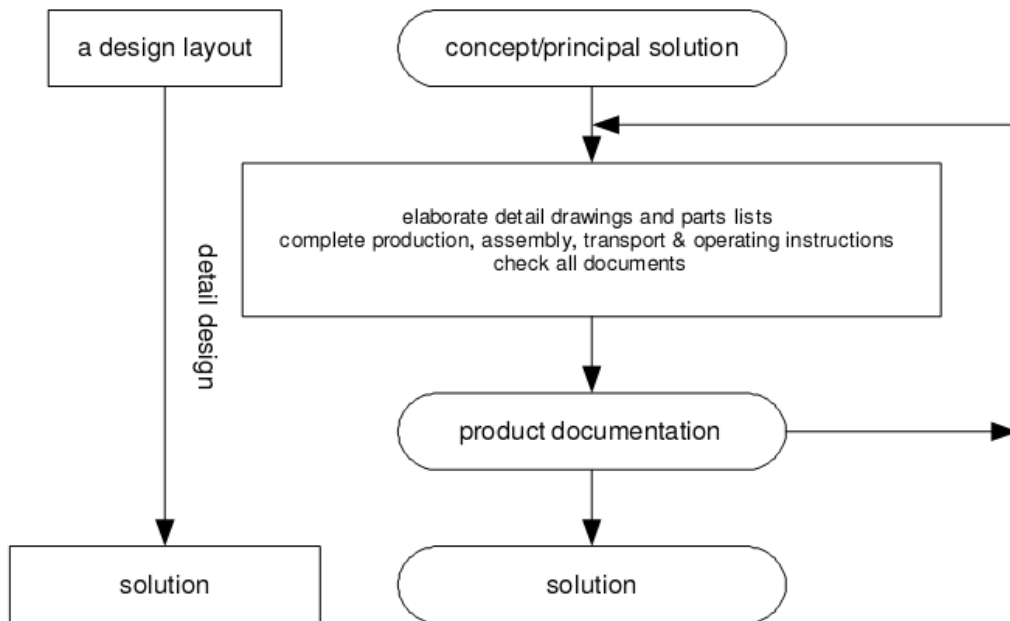 a design layout
concept/principal solution
elaborate detail drawings and parts lists
complete production, assembly, transport & operating instructions
check all documents
detail design
product documentation
solution
solution